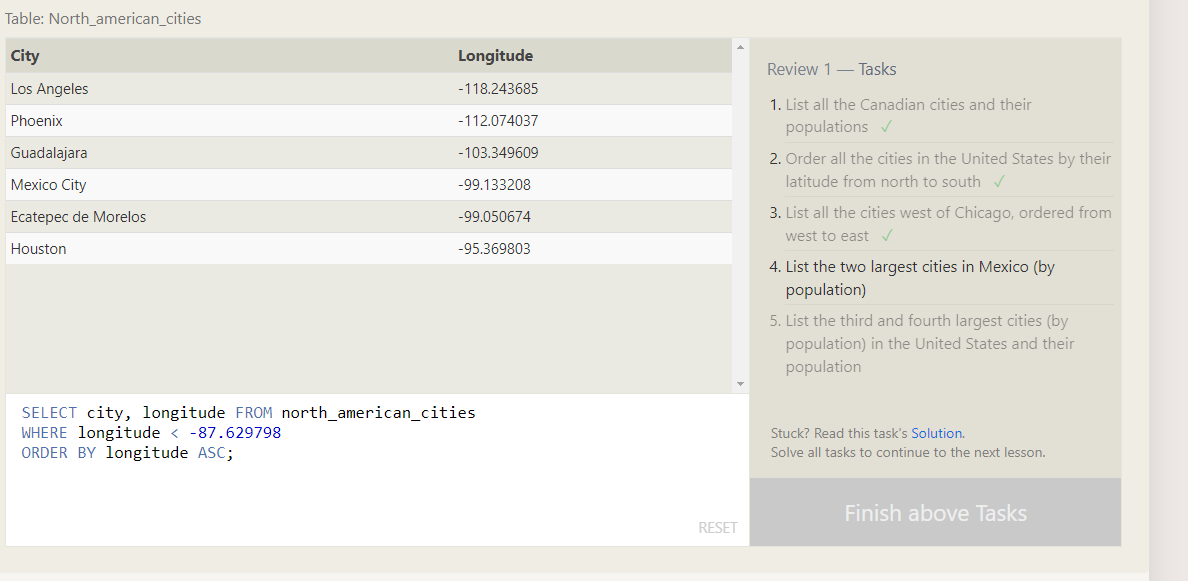 Table: North_american_cities
City Longitude
Los Angeles -118.243685
Phoenix -112.074037
Guadalajara -103.349609
Mexico City -99.133208
Ecatepec de Morelos -99.050674
Houston -95.369803
SELECT city, longitude FROM north_american_cities
WHERE longitude < -87.629798
ORDER BY longitude ASC;
RESET
Review 1 — Tasks
1. List all the Canadian cities and their
populations ✓
2. Order all the cities in the United States by their
latitude from north to south ✓
3. List all the cities west of Chicago, ordered from
west to east ✓
4. List the two largest cities in Mexico (by
population)
5. List the third and fourth largest cities (by
population) in the United States and their
population
Stuck? Read this task's Solution.
Solve all tasks to continue to the next lesson.
Finish above Tasks